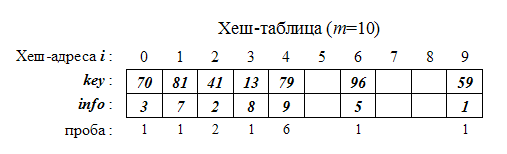 Хеш-таблица (m=10)
Хеш-адреса i : 0 1 2 3 4 5 6 7 8 9
key : 70 81 41 13 79 96 59
info : 3 7 2 8 9 5 1
проба : 1 1 2 1 6 1 1